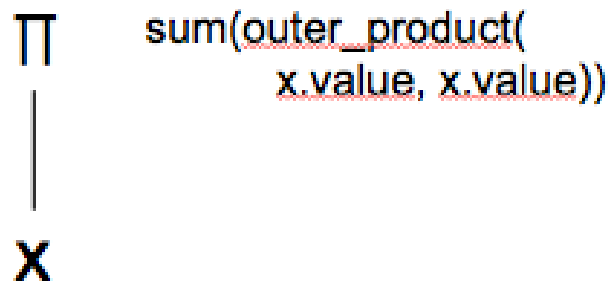 Π
sum(outer_product(
x.value, x.value))
x